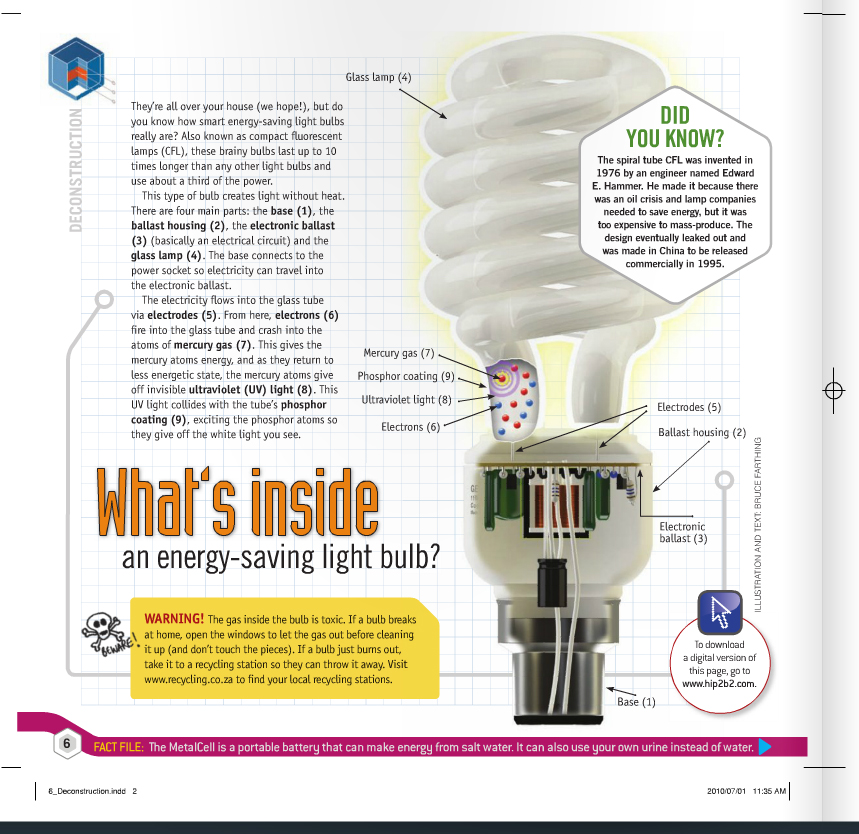 DECONSTRUCTION
Glass lamp (4)
They're all over your house (we hope!), but do
you know how smart energy-saving light bulbs
really are? Also known as compact fluorescent
lamps (CFL), these brainy bulbs last up to 10
times longer than any other light bulbs and
use about a third of the power.
This type of bulb creates light without heat.
There are four main parts: the base (1), the
ballast housing (2), the electronic ballast
(3) (basically an electrical circuit) and the
glass lamp (4). The base connects to the
power socket so electricity can travel into
the electronic ballast.
The electricity flows into the glass tube
via electrodes (5). From here, electrons (6)
fire into the glass tube and crash into the
atoms of mercury gas (7). This gives the
mercury atoms energy, and as they return to
less energetic state, the mercury atoms give
off invisible ultraviolet (UV) light (8). This
UV light collides with the tube's phosphor
coating (9), exciting the phosphor atoms so
they give off the white light you see.
DID
YOU KNOW?
The spiral tube CFL was invented in
1976 by an engineer named Edward
E. Hammer. He made it because there
was an oil crisis and lamp companies
needed to save energy, but it was
too expensive to mass-produce. The
design eventually leaked out and
was made in China to be released
commercially in 1995.
Mercury gas (7)
Phosphor coating (9)
Ultraviolet light (8)
Electrons (6)
Electrodes (5)
Ballast housing (2)
Electronic
ballast (3)
Base (1)
ILLUSTRATION AND TEXT: BRUCE FARTHING
What's inside
an energy-saving light bulb?
BEWARE!
WARNING! The gas inside the bulb is toxic. If a bulb breaks
at home, open the windows to let the gas out before cleaning
it up (and don't touch the pieces). If a bulb just burns out,
take it to a recycling station so they can throw it away. Visit
www.recycling.co.za to find your local recycling stations.
To download
a digital version of
this page, go to
www.hip2b2.com.
6
FACT FILE: The MetalCell is a portable battery that can make energy from salt water. It can also use your own urine instead of water.
6_Deconstruction.indd 2
2010/07/01 11:35 AM